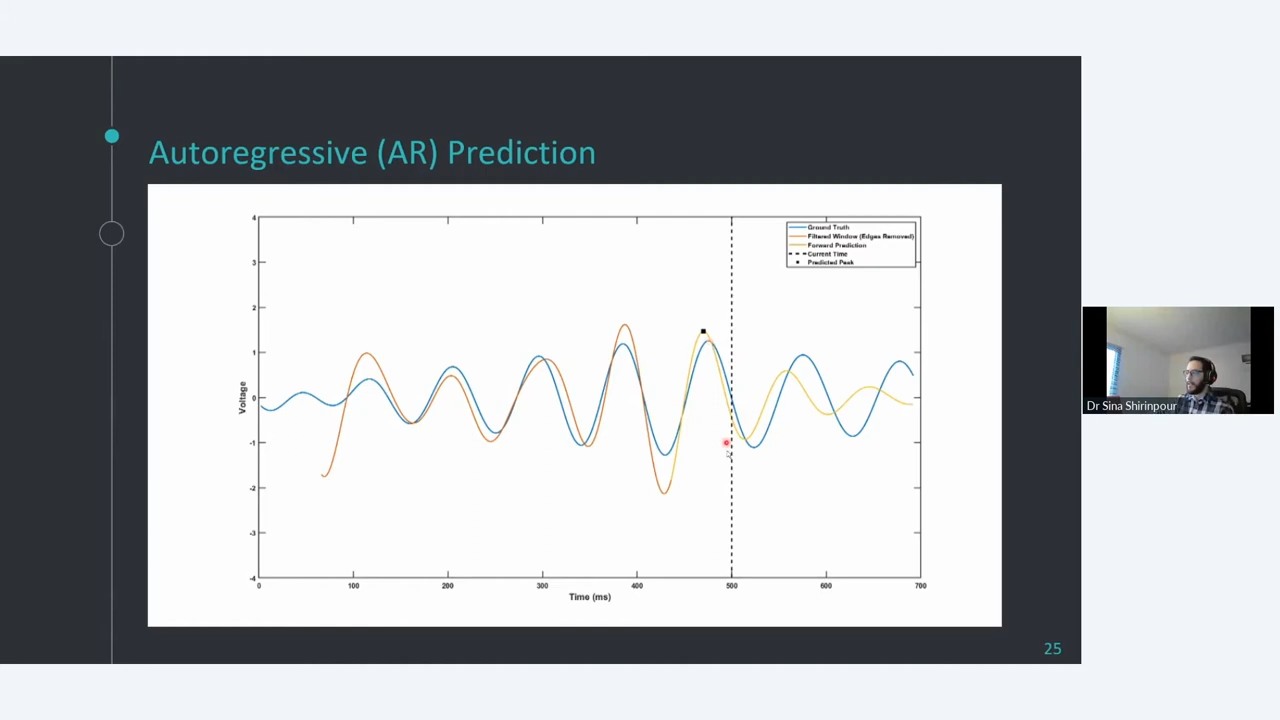 Autoregressive (AR) Prediction
4
3
2
1
0
-1
-2
-3
-4
Voltage
0 100 200 300 400 500 600 700
Time (ms)
Ground Truth
Filtered Window (Edges Removed)
Forward Prediction
Current Time
Predicted Peak
Dr Sina Shirinpour
25